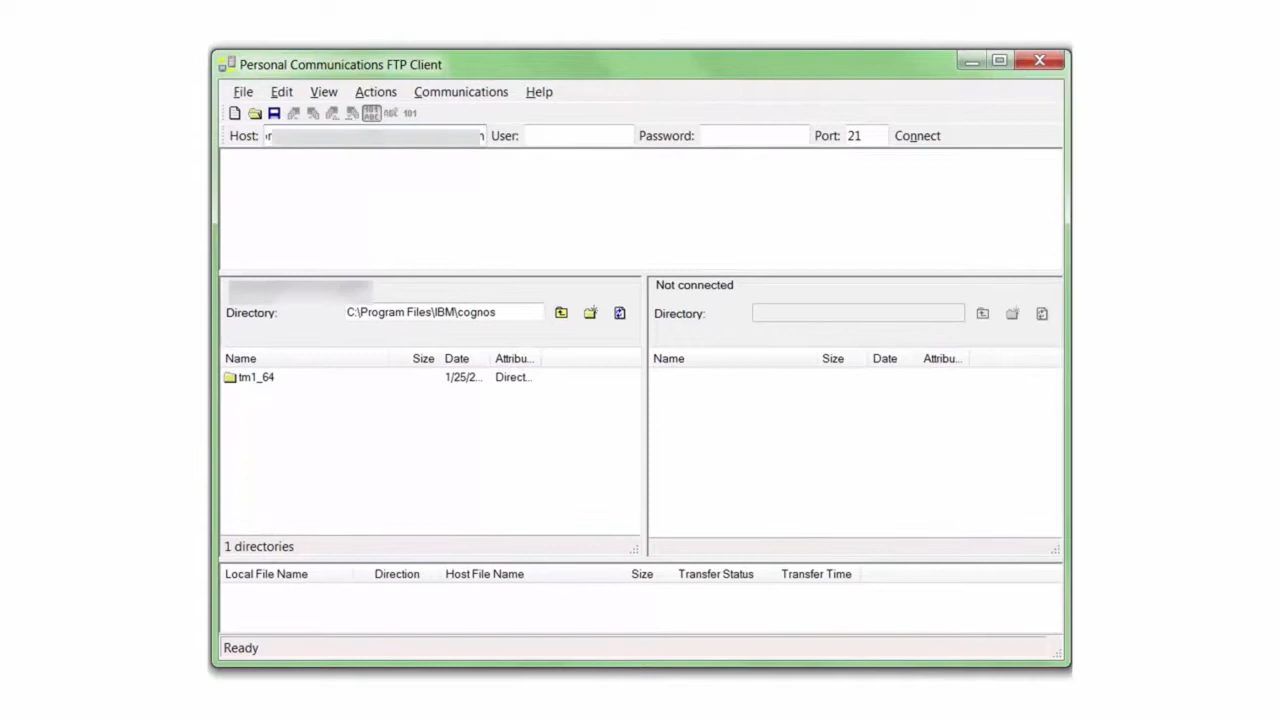 Personal Communications FTP Client
File Edit View Actions Communications Help
Host: User: Password: Port: 21 Connect
Not connected
Directory: C:\Program Files\IBM\cognos
Directory:
Name Size Date Attribu...
Name Size Date Attribu...
tm1_64 1/25/2... Direct...
1 directories
Local File Name Direction Host File Name Size Transfer Status Transfer Time
Ready